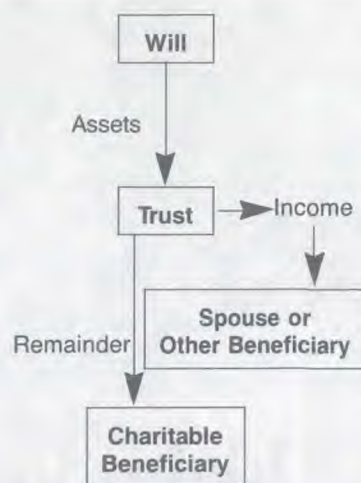 Will
Assets
Trust
Income
Spouse or
Other Beneficiary
Remainder
Charitable
Beneficiary